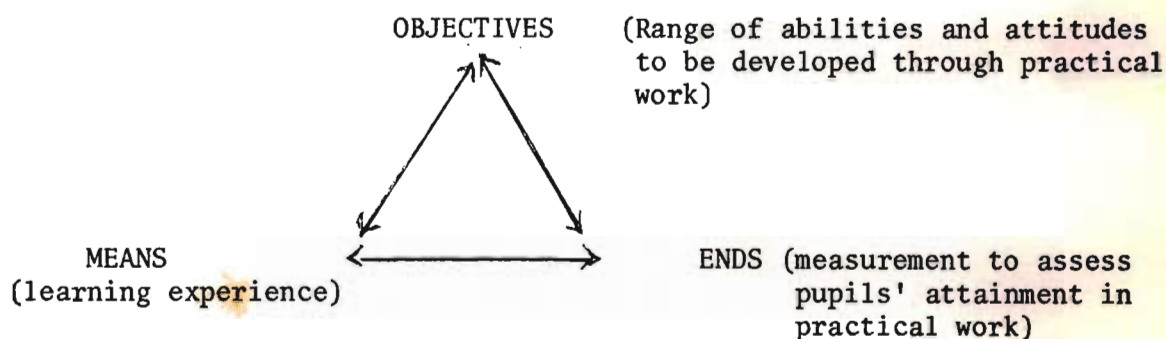 OBJECTIVES (Range of abilities and attitudes
to be developed through practical
work)
MEANS
(learning experience)
ENDS (measurement to assess
pupils' attainment in
practical work)